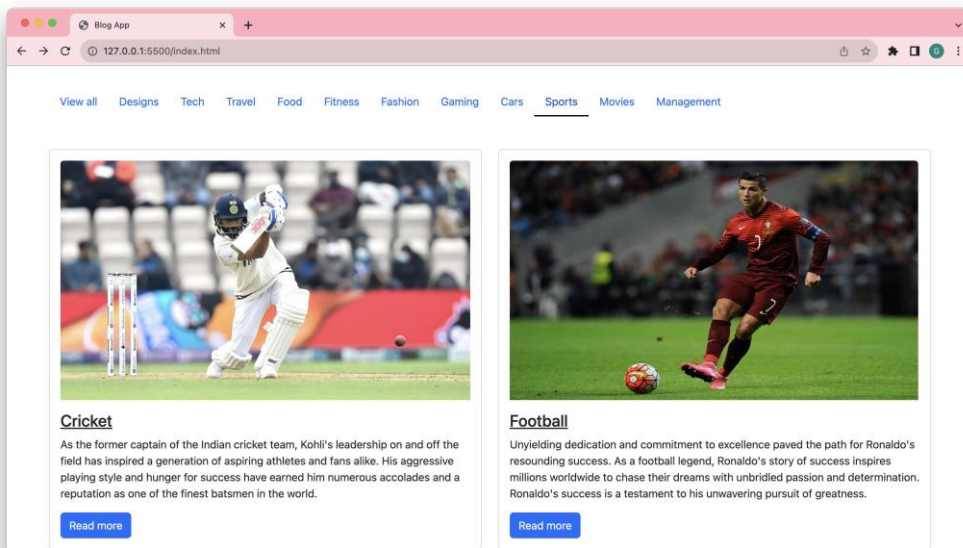 Blog App
127.0.0.1:5500/index.html
G
View all Designs Tech Travel Food Fitness Fashion Gaming Cars Sports Movies Management
7
7
Cricket
As the former captain of the Indian cricket team, Kohli's leadership on and off the
field has inspired a generation of aspiring athletes and fans alike. His aggressive
playing style and hunger for success have earned him numerous accolades and a
reputation as one of the finest batsmen in the world.
Read more
Football
Unyielding dedication and commitment to excellence paved the path for Ronaldo's
resounding success. As a football legend, Ronaldo's story of success inspires
millions worldwide to chase their dreams with unbridled passion and determination.
Ronaldo's success is a testament to his unwavering pursuit of greatness.
Read more